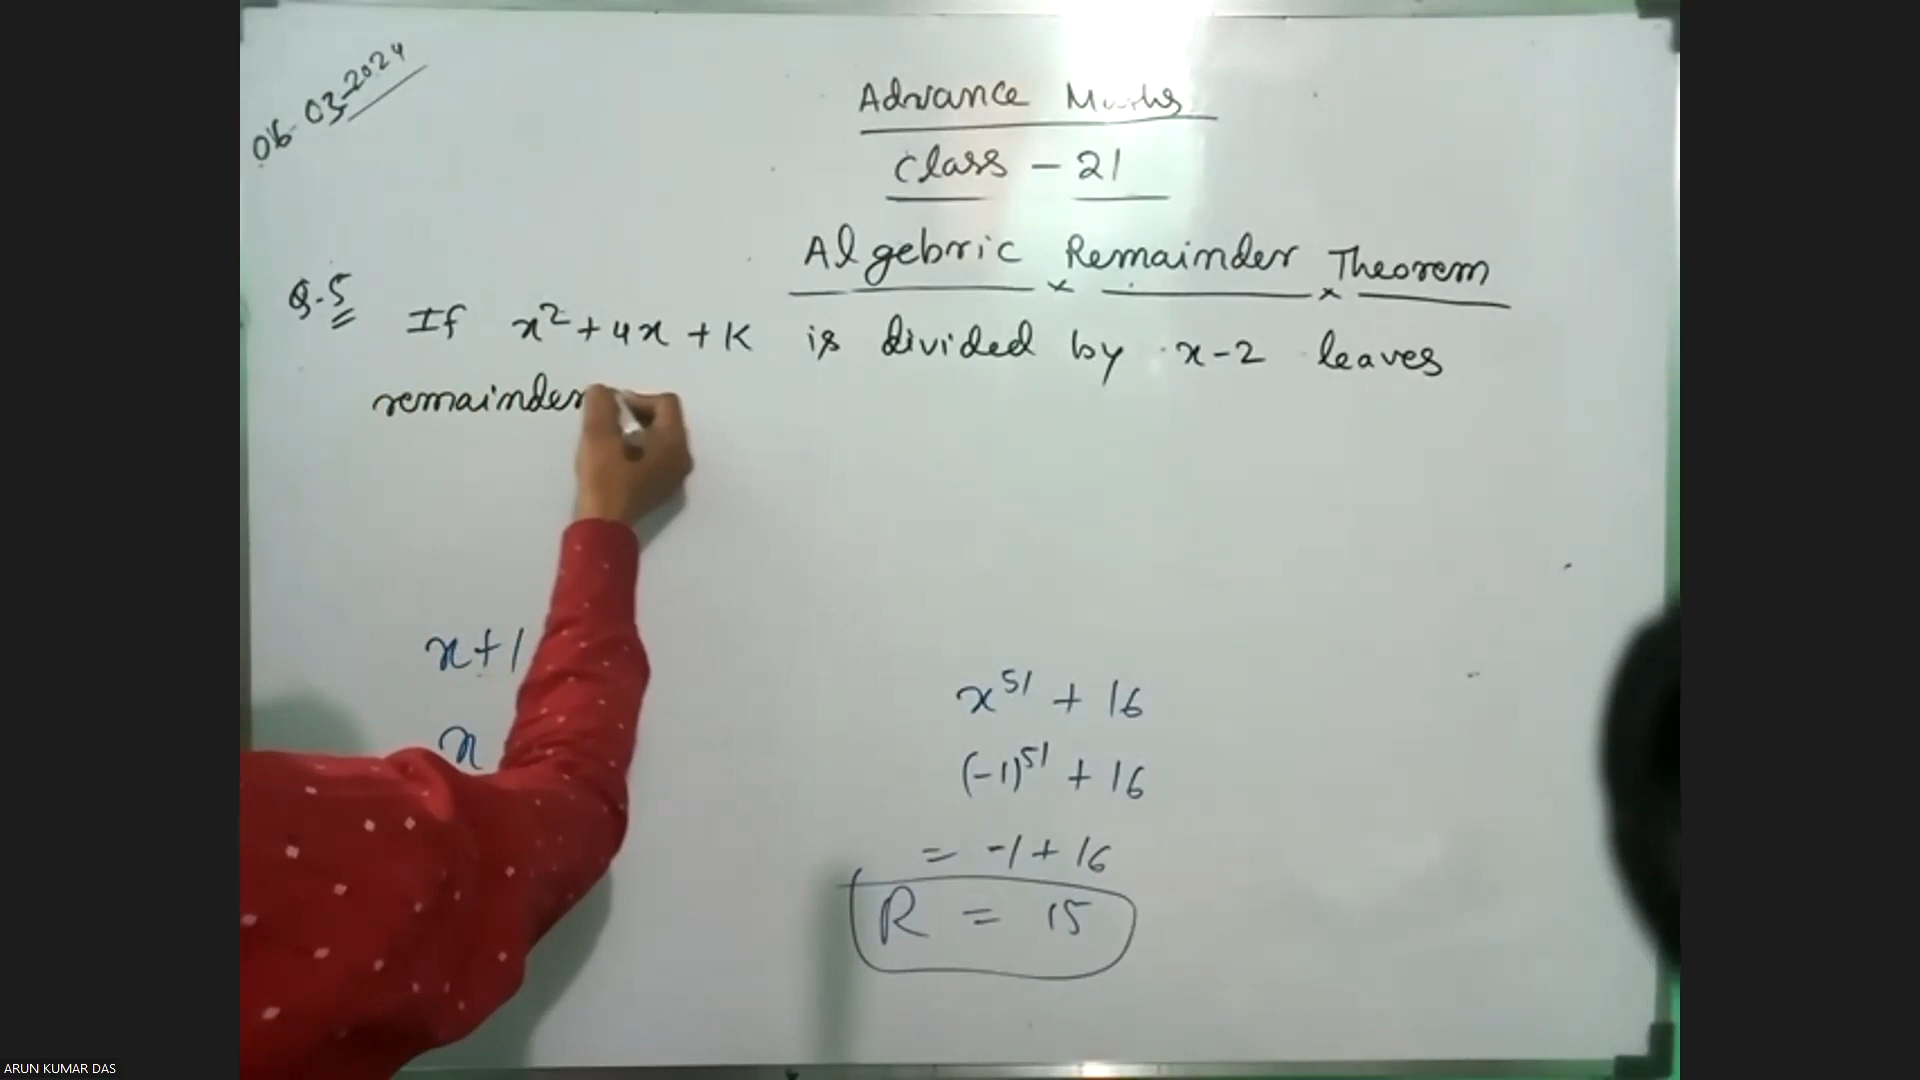 06-03-2024
Advance Maths
Class - 21
Algebric Remainder Theorem
Q.5 If x² + 4x + K is divided by x-2 leaves
remainder
x+1
x
x⁵¹ + 16
(-1)⁵¹ + 16
= -1 + 16
R = 15
ARUN KUMAR DAS